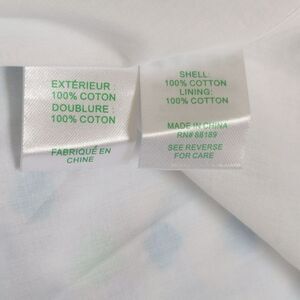 EXTÉRIEUR :
100% COTON
DOUBLURE :
100% COTON
FABRIQUÉ EN
CHINE
SHELL:
100% COTTON
LINING:
100% COTTON
MADE IN CHINA
RN# 88189
SEE REVERSE
FOR CARE